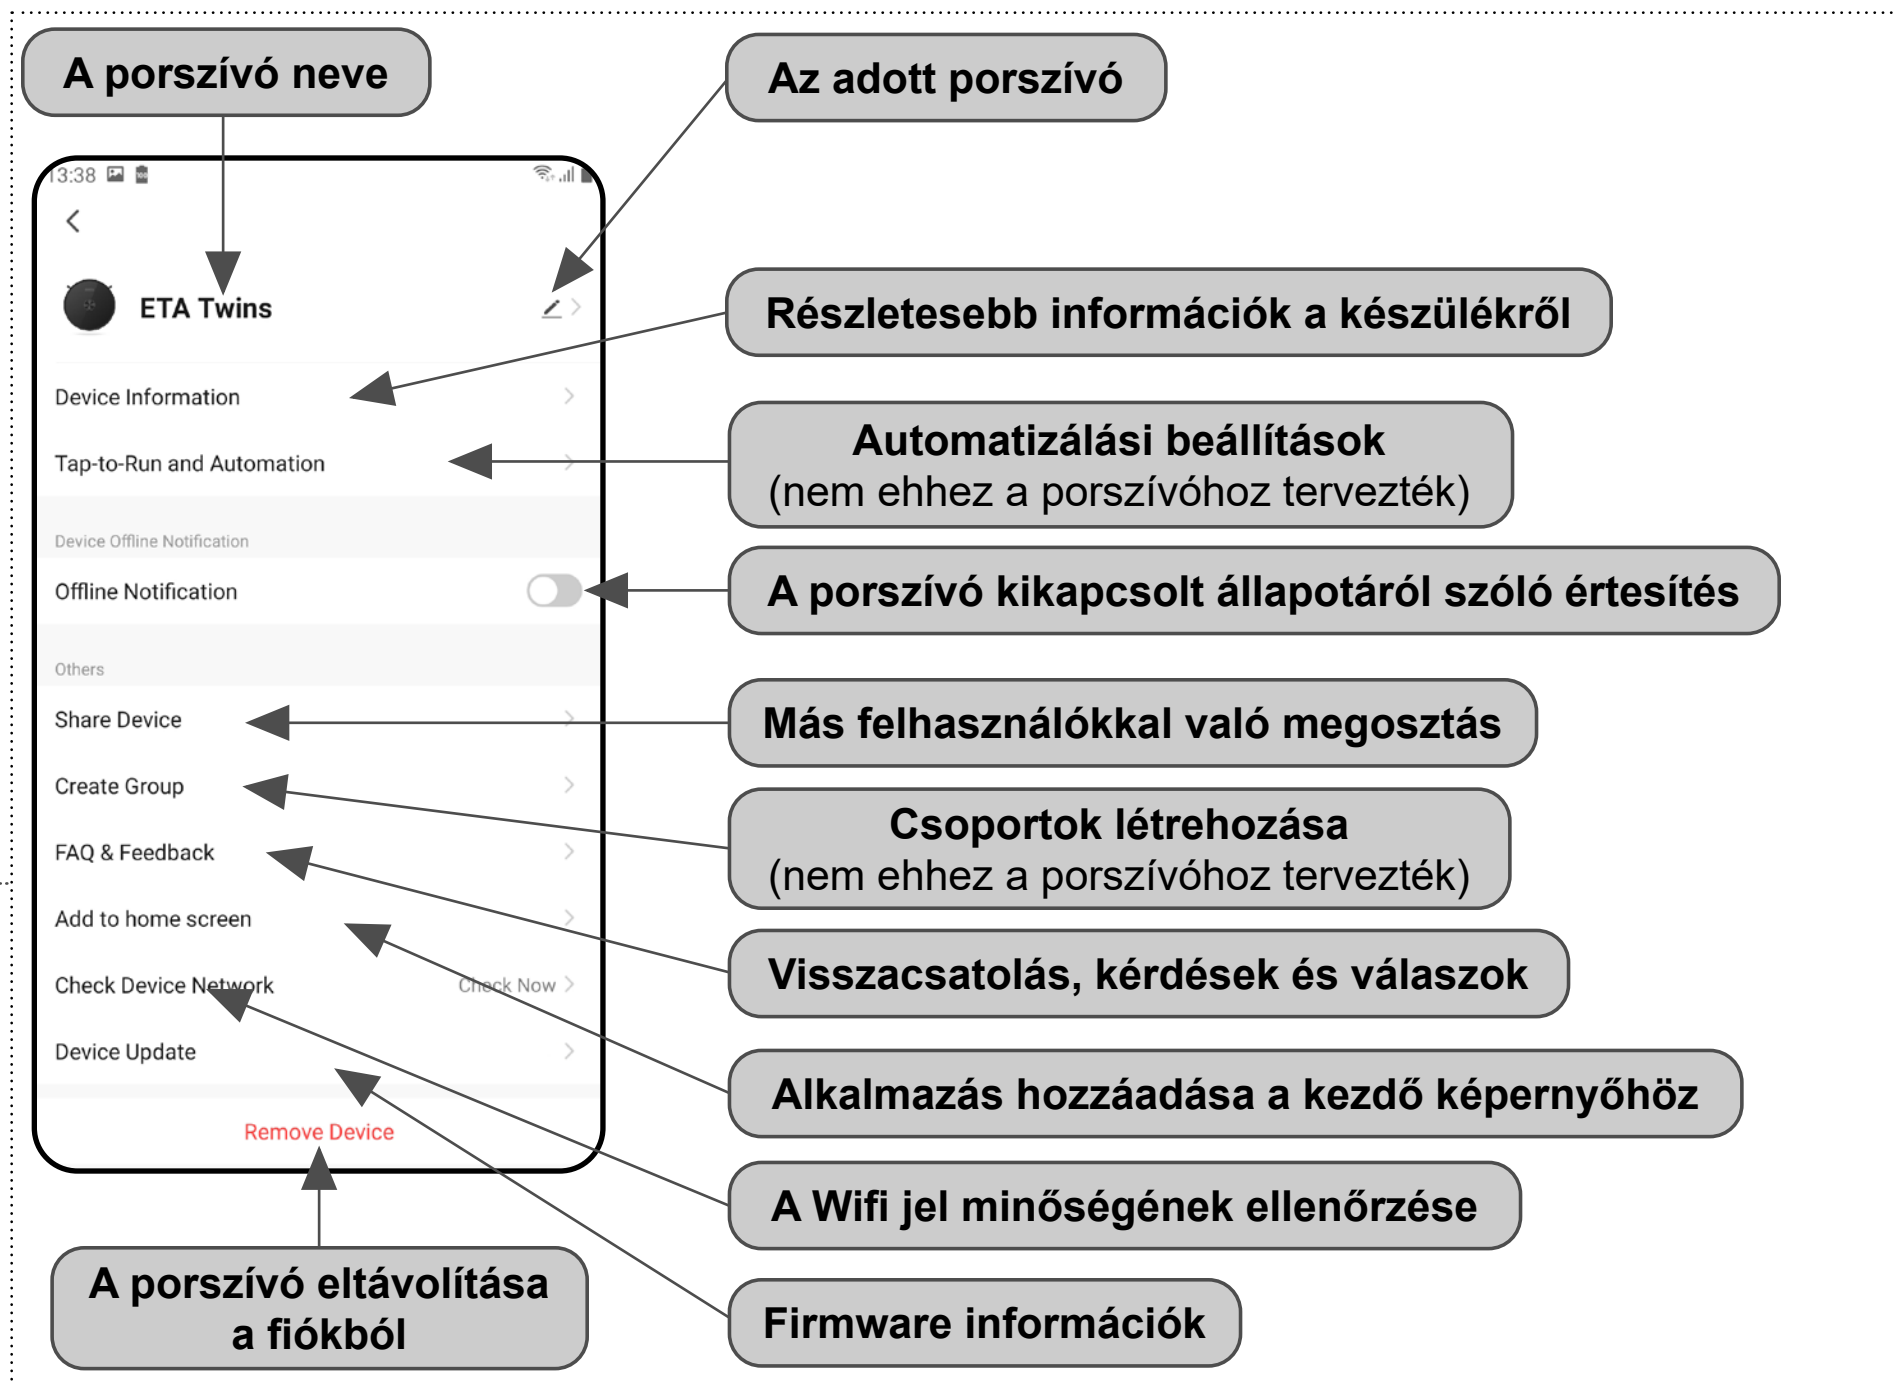 A porszívó neve
Az adott porszívó
13:38
ETA Twins
Részletesebb információk a készülékről
Device Information
Automatizálási beállítások
(nem ehhez a porszívóhoz tervezték)
Tap-to-Run and Automation
Device Offline Notification
Offline Notification
A porszívó kikapcsolt állapotáról szóló értesítés
Others
Share Device
Más felhasználókkal való megosztás
Create Group
Csoportok létrehozása
(nem ehhez a porszívóhoz tervezték)
FAQ & Feedback
Add to home screen
Visszacsatolás, kérdések és válaszok
Check Device Network
Check Now
Device Update
Alkalmazás hozzáadása a kezdő képernyőhöz
Remove Device
A Wifi jel minőségének ellenőrzése
A porszívó eltávolítása
a fiókból
Firmware információk